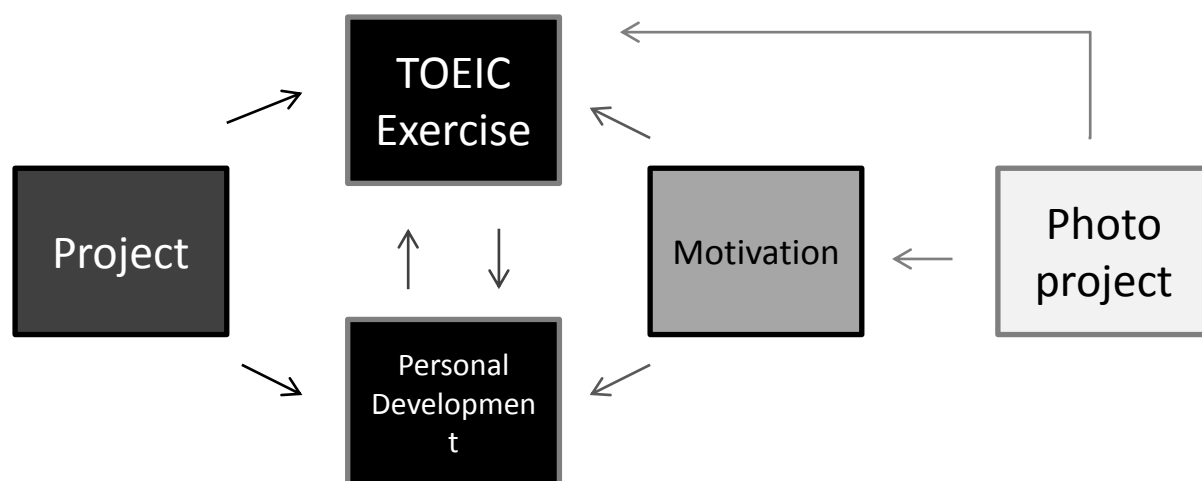 TOEIC
Exercise
Project
Motivation
Photo
project
Personal
Developmen
t